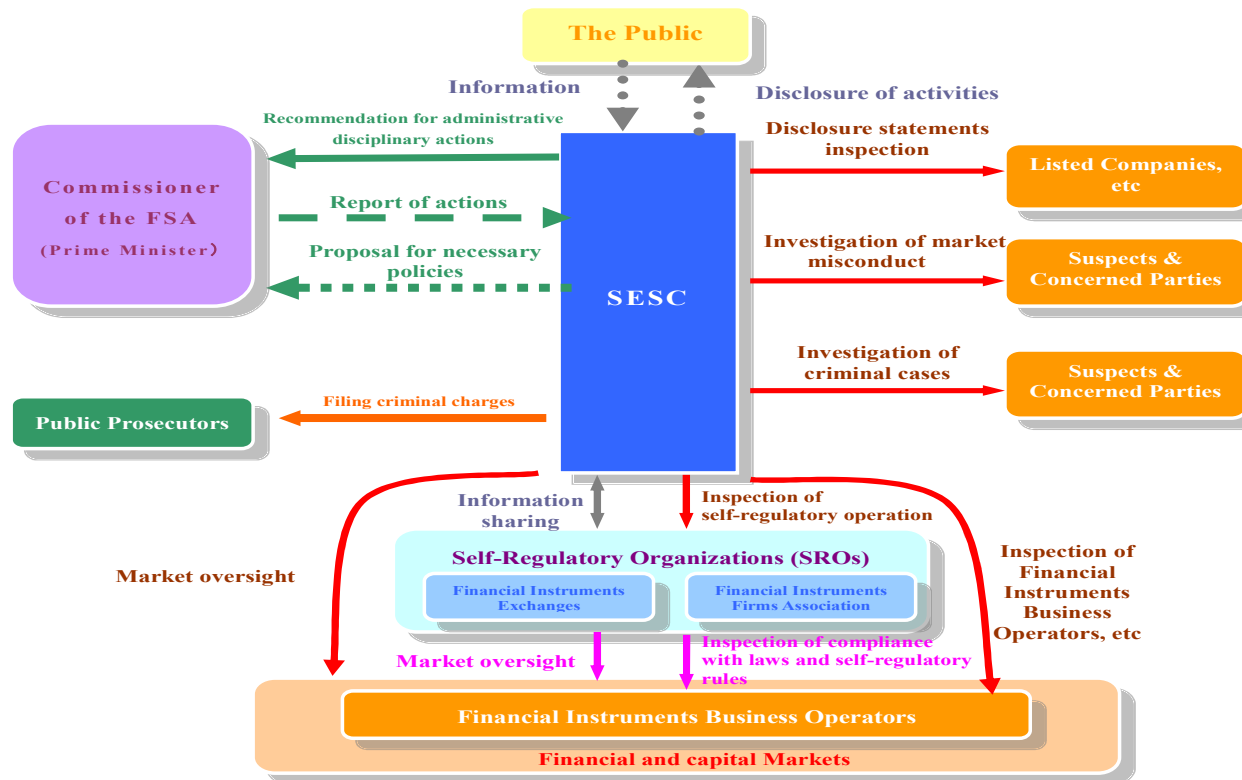 The Public
Information
Disclosure of activities
Recommendation for administrative
disciplinary actions
Disclosure statements
inspection
Commissioner
of the FSA
(Prime Minister）
Listed Companies,
etc
Report of actions
Proposal for necessary
policies
SESC
Investigation of market
misconduct
Suspects &
Concerned Parties
Investigation of
criminal cases
Suspects &
Concerned Parties
Public Prosecutors
Filing criminal charges
Information
sharing
Inspection of
self-regulatory operation
Market oversight
Self-Regulatory Organizations (SROs)
Financial Instruments
Exchanges
Financial Instruments
Firms Association
Inspection of
Financial
Instruments
Business
Operators, etc
Market oversight
Inspection of compliance
with laws and self-regulatory
rules
Financial Instruments Business Operators
Financial and capital Markets